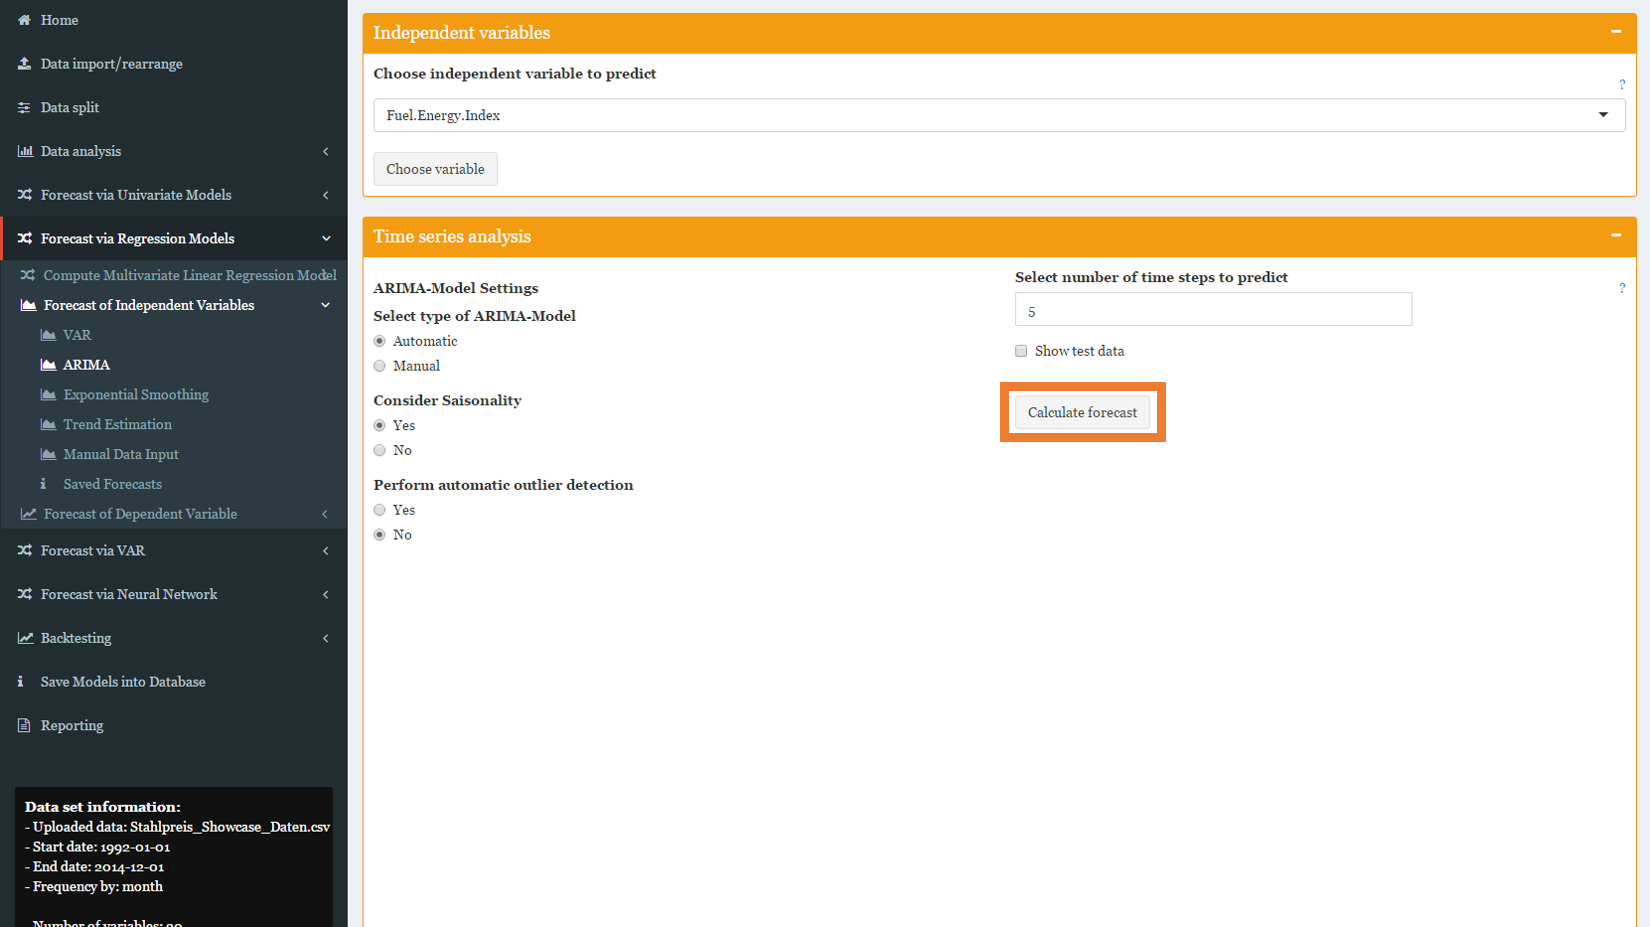 Home
Data import/rearrange
Data split
Data analysis
Forecast via Univariate Models
Forecast via Regression Models
Compute Multivariate Linear Regression Model
Forecast of Independent Variables
VAR
ARIMA
Exponential Smoothing
Trend Estimation
Manual Data Input
Saved Forecasts
Forecast of Dependent Variable
Forecast via VAR
Forecast via Neural Network
Backtesting
Save Models into Database
Reporting
Data set information:
- Uploaded data: Stahlpreis_Showcase_Daten.csv
- Start date: 1992-01-01
- End date: 2014-12-01
- Frequency by: month
Number of variables:
Independent variables
Choose independent variable to predict
?
Fuel.Energy.Index
Choose variable
Time series analysis
ARIMA-Model Settings
Select type of ARIMA-Model
Automatic
Manual
Consider Saisonality
Yes
No
Perform automatic outlier detection
Yes
No
Select number of time steps to predict
?
5
Show test data
Calculate forecast